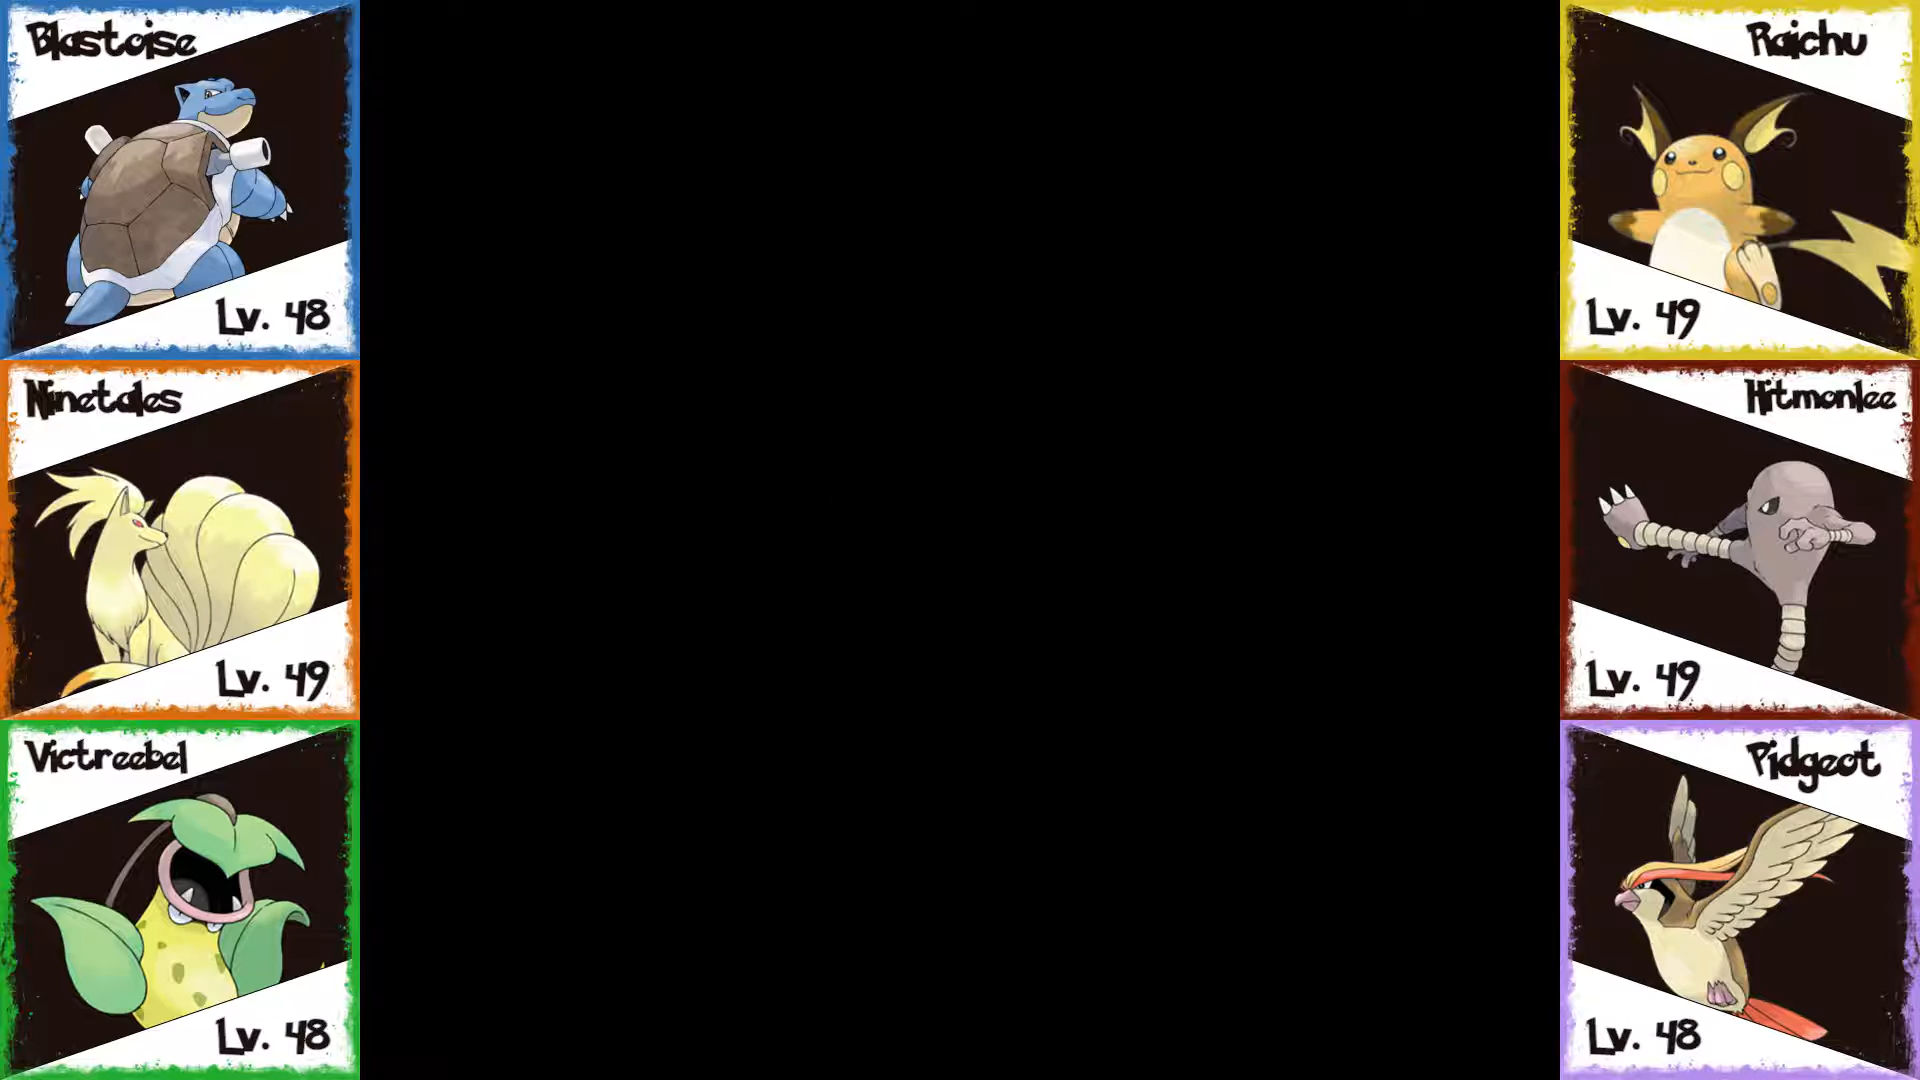 Blastoise
Lv. 48
Ninetales
Lv. 49
Victreebel
Lv. 48
Raichu
Lv. 49
Hitmonlee
Lv. 49
Pidgeot
Lv. 48